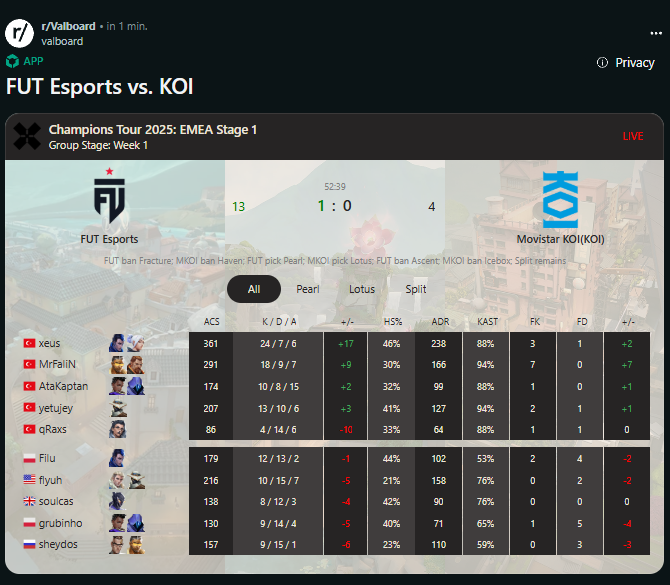 r/Valboard • in 1 min.
valboard
APP
Privacy
FUT Esports vs. KOI
Champions Tour 2025: EMEA Stage 1
Group Stage: Week 1
LIVE
52:39
13 1 : 0 4
FUT Esports
Movistar KOI(KOI)
FUT ban Fracture; MKOI ban Haven; FUT pick Pearl; MKOI pick Lotus; FUT ban Ascent; MKOI ban Icebox; Split remains
All Pearl Lotus Split
ACS K / D / A +/- HS% ADR KAST FK FD +/-
xeus 361 24 / 7 / 6 +17 46% 238 88% 3 1 +2
MrFaliN 291 18 / 9 / 7 +9 30% 166 94% 7 0 +7
AtaKaptan 174 10 / 8 / 15 +2 32% 99 88% 1 0 +1
yetujey 207 13 / 10 / 6 +3 41% 127 94% 2 1 +1
qRaxs 86 4 / 14 / 6 -10 33% 64 88% 1 1 0
Filu 179 12 / 13 / 2 -1 44% 102 53% 2 4 -2
flyuh 216 10 / 15 / 7 -5 21% 158 76% 0 2 -2
soulcas 138 8 / 12 / 3 -4 42% 90 76% 0 0 0
grubinho 130 9 / 14 / 4 -5 40% 71 65% 1 5 -4
sheydos 157 9 / 15 / 1 -6 23% 110 59% 0 3 -3